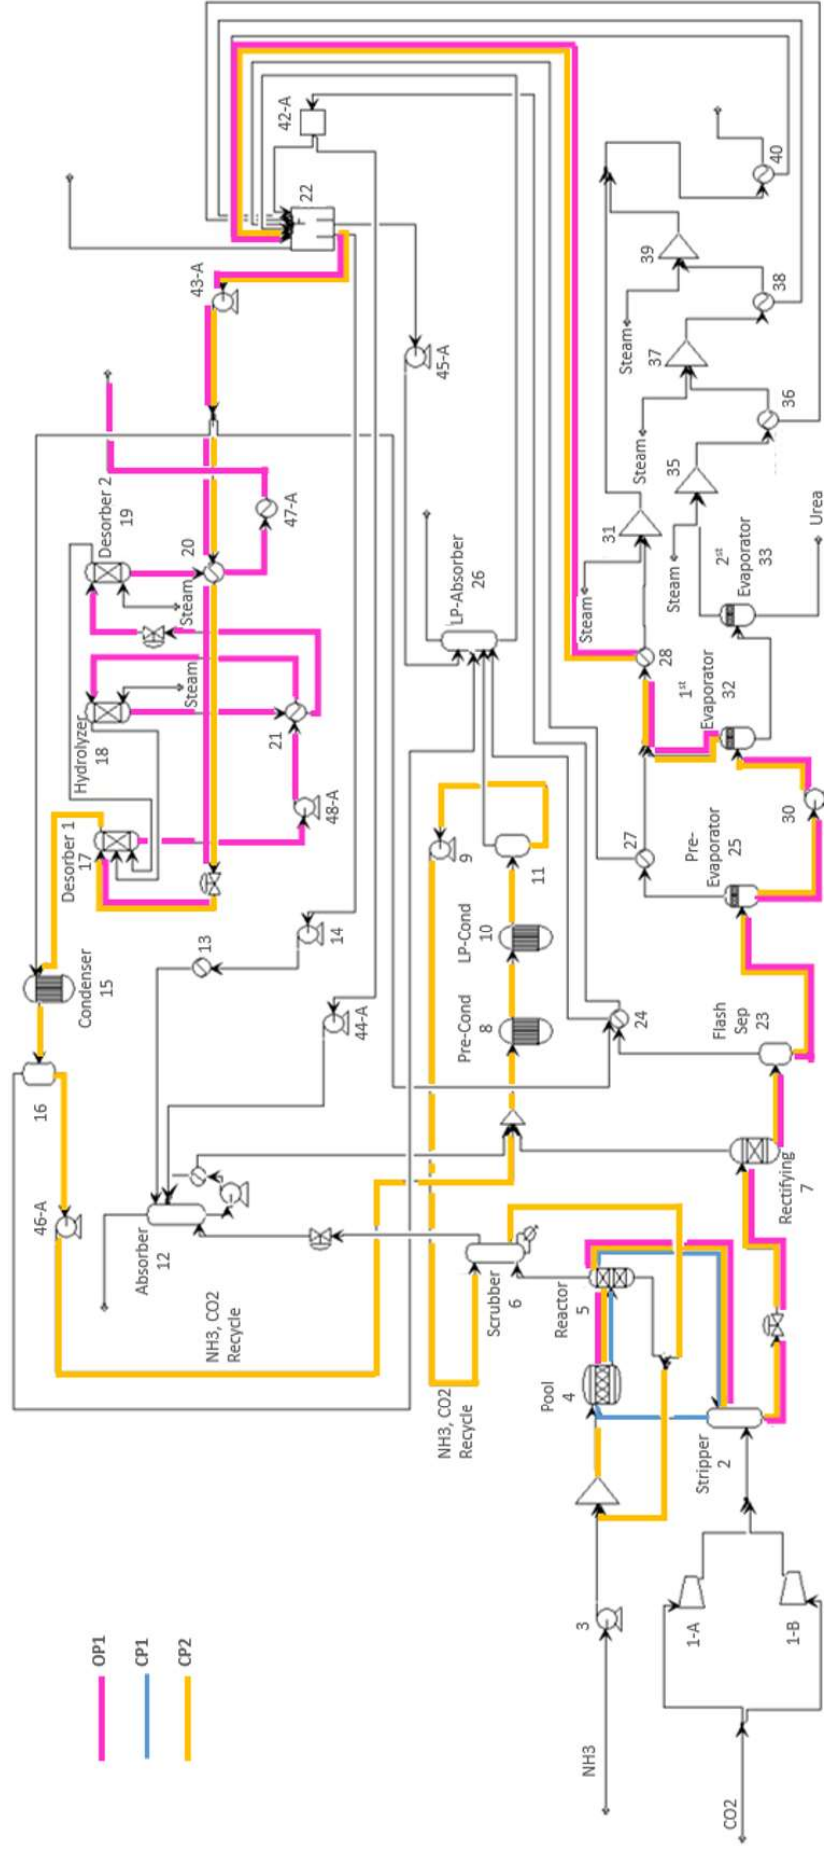 OP1
CP1
CP2
42-A
22
43-A
45-A
Desorber 2
19
20
47-A
Steam
Hydrolyzer
18
Steam
21
48-A
Desorber 1
17
Condenser
15
16
46-A
13
14
44-A
Absorber
12
NH3, CO2
Recycle
LP-Absorber
26
9
11
LP-Cond
10
Pre-Cond
8
24
Scrubber
6
NH3, CO2
Recycle
Reactor
5
Pool
4
Stripper
2
3
NH3
CO2
1-A
1-B
Rectifying
7
Flash
Sep
23
Pre-
Evaporator
25
27
30
28
1st
Evaporator
32
2st
Evaporator
33
Urea
31
Steam
Steam
35
36
Steam
37
38
Steam
39
40